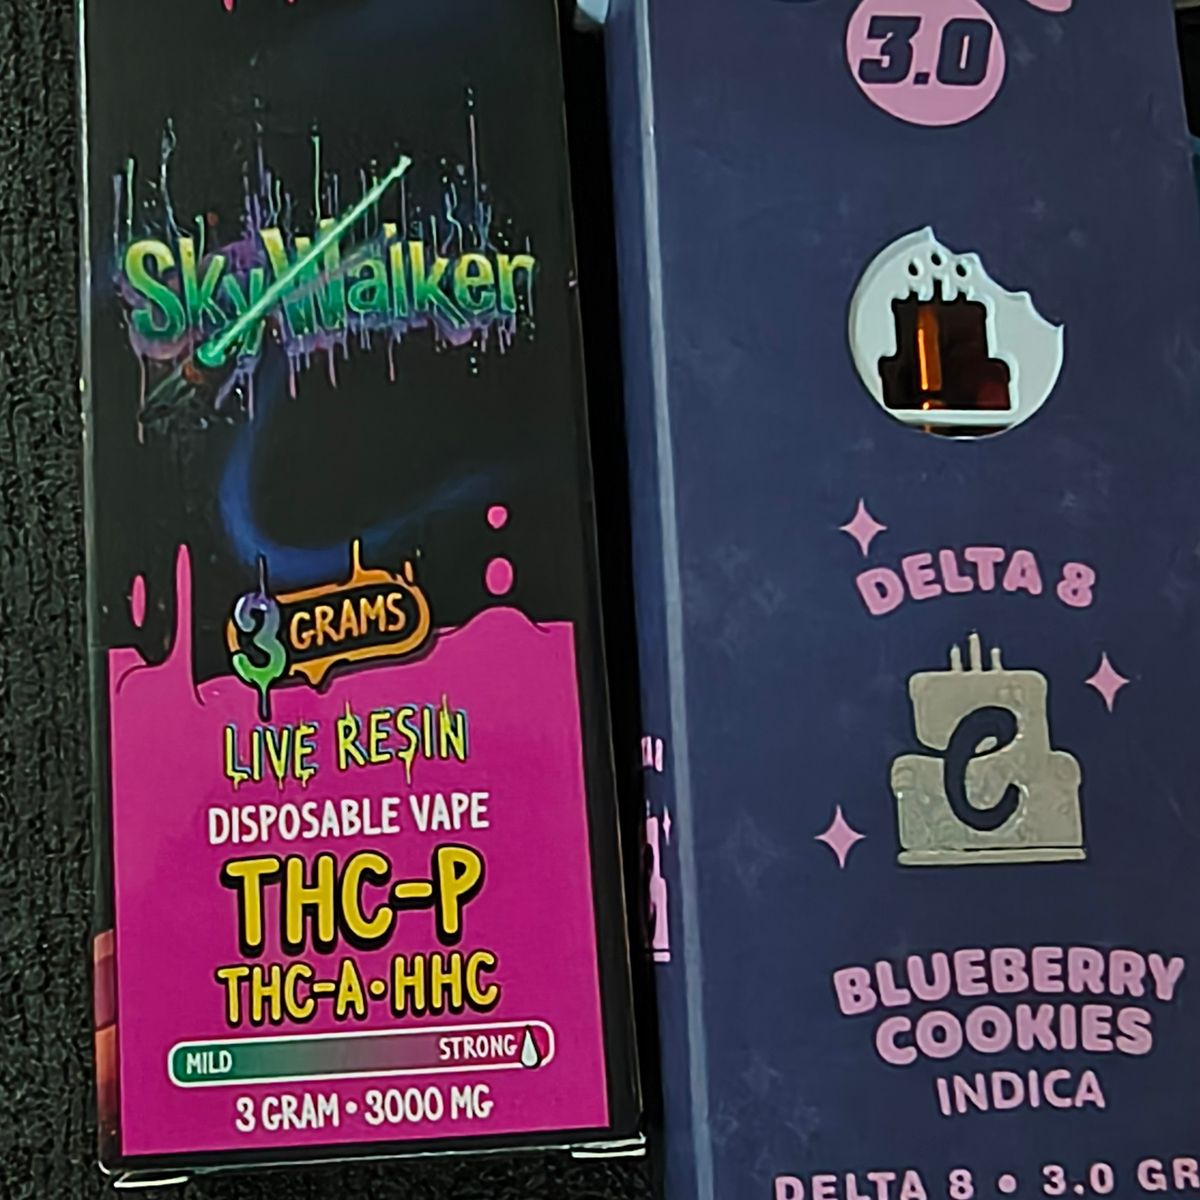 SkyWalker
3 GRAMS
LIVE RESIN
DISPOSABLE VAPE
THC-P
THC-A•HHC
MILD STRONG
3 GRAM • 3000 MG
3.0
DELTA 8
C
BLUEBERRY
COOKIES
INDICA
DELTA 8 • 3.0 GR